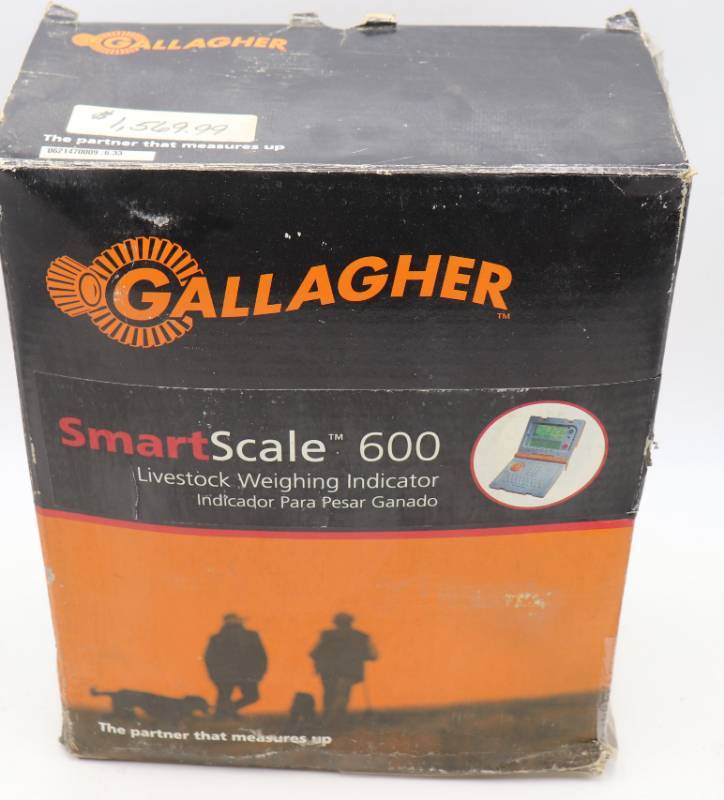 GALLAGHER
$1,569.99
The partner that measures up
GALLAGHER™
SmartScale™ 600
Livestock Weighing Indicator
Indicador Para Pesar Ganado
The partner that measures up